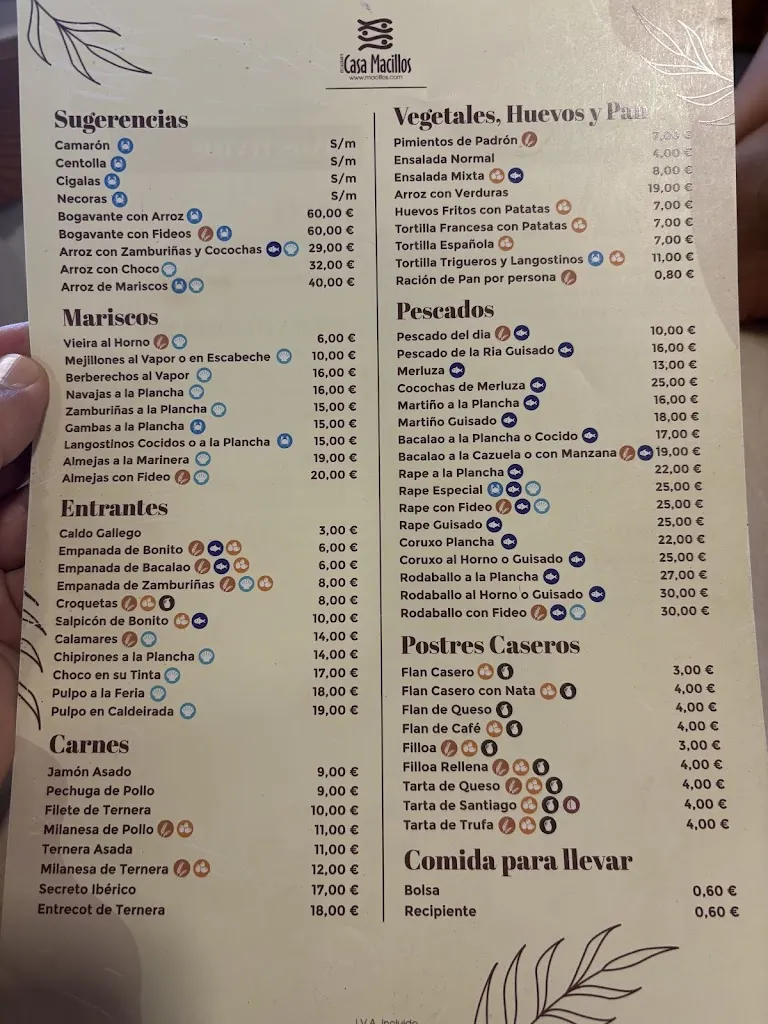 Casa Macillos
www.macillos.com
Sugerencias
Camarón S/m
Centolla S/m
Cigalas S/m
Necoras S/m
Bogavante con Arroz 60,00 €
Bogavante con Fideos 60,00 €
Arroz con Zamburiñas y Cocochas 29,00 €
Arroz con Choco 32,00 €
Arroz de Mariscos 40,00 €
Mariscos
Vieira al Horno 6,00 €
Mejillones al Vapor o en Escabeche 10,00 €
Berberechos al Vapor 16,00 €
Navajas a la Plancha 16,00 €
Zamburiñas a la Plancha 15,00 €
Gambas a la Plancha 15,00 €
Langostinos Cocidos o a la Plancha 15,00 €
Almejas a la Marinera 19,00 €
Almejas con Fideo 20,00 €
Entrantes
Caldo Gallego 3,00 €
Empanada de Bonito 6,00 €
Empanada de Bacalao 6,00 €
Empanada de Zamburiñas 8,00 €
Croquetas 8,00 €
Salpicón de Bonito 10,00 €
Calamares 14,00 €
Chipirones a la Plancha 14,00 €
Choco en su Tinta 17,00 €
Pulpo a la Feria 18,00 €
Pulpo en Caldeirada 19,00 €
Carnes
Jamón Asado 9,00 €
Pechuga de Pollo 9,00 €
Filete de Ternera 10,00 €
Milanesa de Pollo 11,00 €
Ternera Asada 11,00 €
Milanesa de Ternera 12,00 €
Secreto Ibérico 17,00 €
Entrecot de Ternera 18,00 €
Vegetales, Huevos y Pan
Pimientos de Padrón 7,00 €
Ensalada Normal 4,00 €
Ensalada Mixta 8,00 €
Arroz con Verduras 19,00 €
Huevos Fritos con Patatas 7,00 €
Tortilla Francesa con Patatas 7,00 €
Tortilla Española 7,00 €
Tortilla Trigueros y Langostinos 11,00 €
Ración de Pan por persona 0,80 €
Pescados
Pescado del dia 10,00 €
Pescado de la Ria Guisado 16,00 €
Merluza 13,00 €
Cocochas de Merluza 25,00 €
Martiño a la Plancha 16,00 €
Martiño Guisado 18,00 €
Bacalao a la Plancha o Cocido 17,00 €
Bacalao a la Cazuela o con Manzana 19,00 €
Rape a la Plancha 22,00 €
Rape Especial 25,00 €
Rape con Fideo 25,00 €
Rape Guisado 25,00 €
Coruxo Plancha 22,00 €
Coruxo al Horno o Guisado 25,00 €
Rodaballo a la Plancha 27,00 €
Rodaballo al Horno o Guisado 30,00 €
Rodaballo con Fideo 30,00 €
Postres Caseros
Flan Casero 3,00 €
Flan Casero con Nata 4,00 €
Flan de Queso 4,00 €
Flan de Café 4,00 €
Filloa 3,00 €
Filloa Rellena 4,00 €
Tarta de Queso 4,00 €
Tarta de Santiago 4,00 €
Tarta de Trufa 4,00 €
Comida para llevar
Bolsa 0,60 €
Recipiente 0,60 €
I.V.A. Incluido